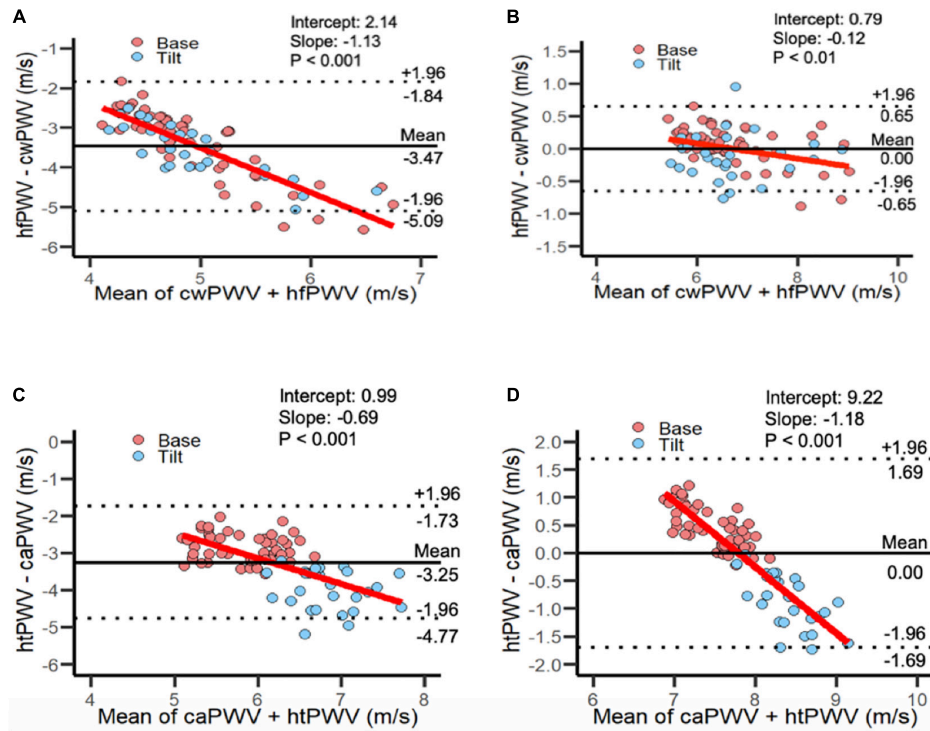 A
Intercept: 2.14
Slope: -1.13
P < 0.001
Base
Tilt
hfPWV - cwPWV (m/s)
-1
-2
-3
-4
-5
-6
+1.96
-1.84
Mean
-3.47
-1.96
-5.09
4 5 6 7
Mean of cwPWV + hfPWV (m/s)
B
Intercept: 0.79
Slope: -0.12
P < 0.01
Base
Tilt
hfPWV - cwPWV (m/s)
1.5
1.0
0.5
0.0
-0.5
-1.0
-1.5
+1.96
0.65
Mean
0.00
-1.96
-0.65
4 6 8 10
Mean of cwPWV + hfPWV (m/s)
C
Intercept: 0.99
Slope: -0.69
P < 0.001
Base
Tilt
htPWV - caPWV (m/s)
0
-1
-2
-3
-4
-5
-6
+1.96
-1.73
Mean
-3.25
-1.96
-4.77
4 5 6 7 8
Mean of caPWV + htPWV (m/s)
D
Intercept: 9.22
Slope: -1.18
P < 0.001
Base
Tilt
htPWV - caPWV (m/s)
2.0
1.5
1.0
0.5
0.0
-0.5
-1.0
-1.5
-2.0
+1.96
1.69
Mean
0.00
-1.96
-1.69
6 7 8 9 10
Mean of caPWV + htPWV (m/s)